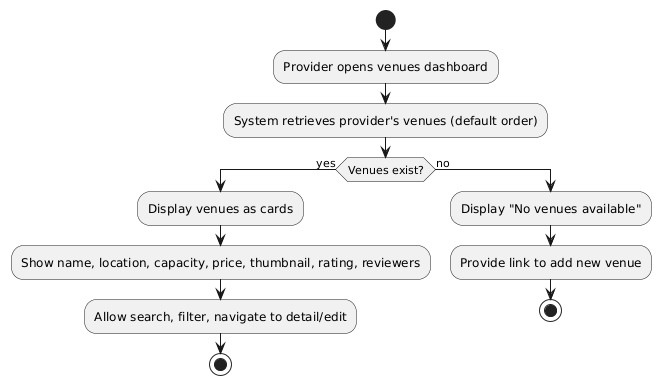 Provider opens venues dashboard
System retrieves provider's venues (default order)
Venues exist?
yes
no
Display venues as cards
Show name, location, capacity, price, thumbnail, rating, reviewers
Allow search, filter, navigate to detail/edit
Display "No venues available"
Provide link to add new venue